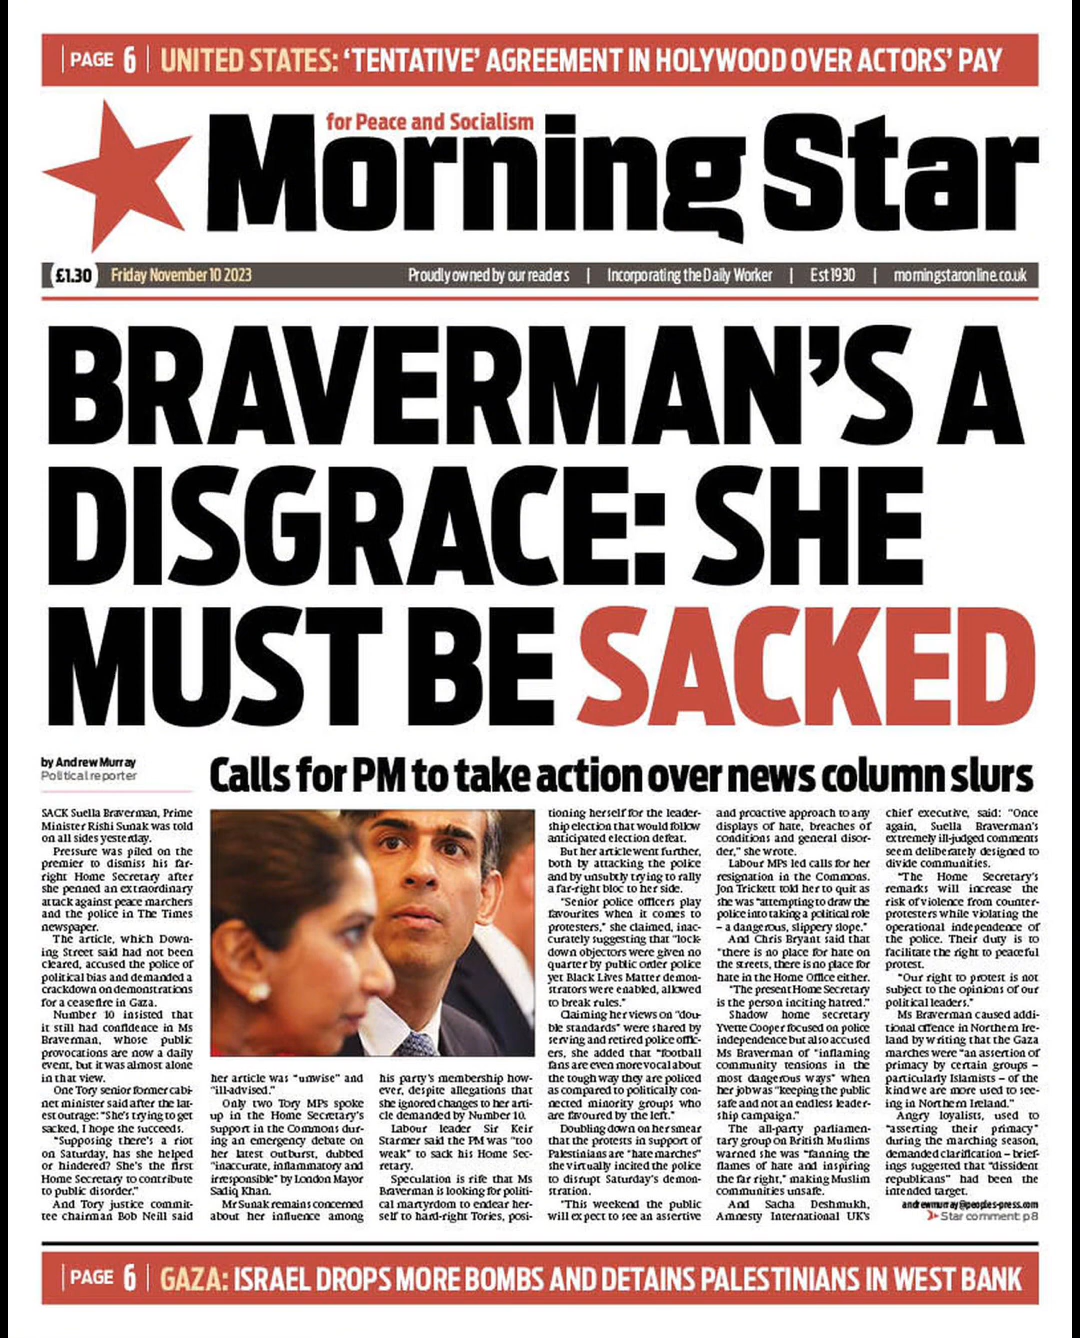 PAGE 6 | UNITED STATES: ‘TENTATIVE’ AGREEMENT IN HOLYWOOD OVER ACTORS’ PAY
for Peace and Socialism
Morning Star
£1.30 Friday November 10 2023 Proudly owned by our readers | Incorporating the Daily Worker | Est 1930 | morningstaronline.co.uk
BRAVERMAN’S A
DISGRACE: SHE
MUST BE SACKED
by Andrew Murray
Political reporter
Calls for PM to take action over news column slurs
SACK Suella Braverman, Prime
Minister Rishi Sunak was told
on all sides yesterday.
Pressure was piled on the
premier to dismiss his far-
right Home Secretary after
she penned an extraordinary
attack against peace marchers
and the police in The Times
newspaper.
The article, which Down-
ing Street said had not been
cleared, accused the police of
political bias and demanded a
crackdown on demonstrations
for a ceasefire in Gaza.
Number 10 insisted that
it still had confidence in Ms
Braverman, whose public
provocations are now a daily
event, but it was almost alone
in that view.
One Tory senior former cabi-
net minister said after the lat-
est outrage: “She’s trying to get
sacked, I hope she succeeds.
“Supposing there’s a riot
on Saturday, has she helped
or hindered? She’s the first
Home Secretary to contribute
to public disorder.”
And Tory justice commit-
tee chairman Bob Neill said
her article was “unwise” and
“ill-advised.”
Only two Tory MPs spoke
up in the Home Secretary’s
support in the Commons dur-
ing an emergency debate on
her latest outburst, dubbed
“inaccurate, inflammatory and
irresponsible” by London Mayor
Sadiq Khan.
Mr Sunak remains concerned
about her influence among
his party’s membership how-
ever, despite allegations that
she ignored changes to her arti-
cle demanded by Number 10.
Labour leader Sir Keir
Starmer said the PM was “too
weak” to sack his Home Sec-
retary.
Speculation is rife that Ms
Braverman is looking for politi-
cal martyrdom to endear her-
self to hard-right Tories, posi-
tioning herself for the leader-
ship election that would follow
anticipated election defeat.
But her article went further,
both by attacking the police
and by unsubtly trying to rally
a far-right bloc to her side.
“Senior police officers play
favourites when it comes to
protesters,” she claimed, inac-
curately suggesting that “lock-
down objectors were given no
quarter by public order police
yet Black Lives Matter demon-
strators were enabled, allowed
to break rules.”
Claiming her views on “dou-
ble standards” were shared by
serving and retired police offic-
ers, she added that “football
fans are even more vocal about
the tough way they are policed
as compared to politically con-
nected minority groups who
are favoured by the left.”
Doubling down on her smear
that the protests in support of
Palestinians are “hate marches”
she virtually incited the police
to disrupt Saturday’s demon-
stration.
“This weekend the public
will expect to see an assertive
and proactive approach to any
displays of hate, breaches of
conditions and general disor-
der,” she wrote.
Labour MPs led calls for her
resignation in the Commons.
Jon Trickett told her to quit as
she was “attempting to draw the
police into taking a political role
– a dangerous, slippery slope.”
And Chris Bryant said that
“there is no place for hate on
the streets, there is no place for
hate in the Home Office either.
“The present Home Secretary
is the person inciting hatred.”
Shadow home secretary
Yvette Cooper focused on police
independence but also accused
Ms Braverman of “inflaming
community tensions in the
most dangerous ways” when
her job was “keeping the public
safe and not an endless leader-
ship campaign.”
The all-party parliamen-
tary group on British Muslims
warned she was “fanning the
flames of hate and inspiring
the far right,” making Muslim
communities unsafe.
And Sacha Deshmukh,
Amnesty International UK’s
chief executive, said: “Once
again, Suella Braverman’s
extremely ill-judged comments
seem deliberately designed to
divide communities.
“The Home Secretary’s
remarks will increase the
risk of violence from counter-
protesters while violating the
operational independence of
the police. Their duty is to
facilitate the right to peaceful
protest.
“Our right to protest is not
subject to the opinions of our
political leaders.”
Ms Braverman caused addi-
tional offence in Northern Ire-
land by writing that the Gaza
marches were “an assertion of
primacy by certain groups –
particularly Islamists – of the
kind we are more used to see-
ing in Northern Ireland.”
Angry loyalists, used to
“asserting their primacy”
during the marching season,
demanded clarification – brief-
ings suggested that “dissident
republicans” had been the
intended target.
andrewmurray@peoples-press.com
Star comment: p8
PAGE 6 | GAZA: ISRAEL DROPS MORE BOMBS AND DETAINS PALESTINIANS IN WEST BANK